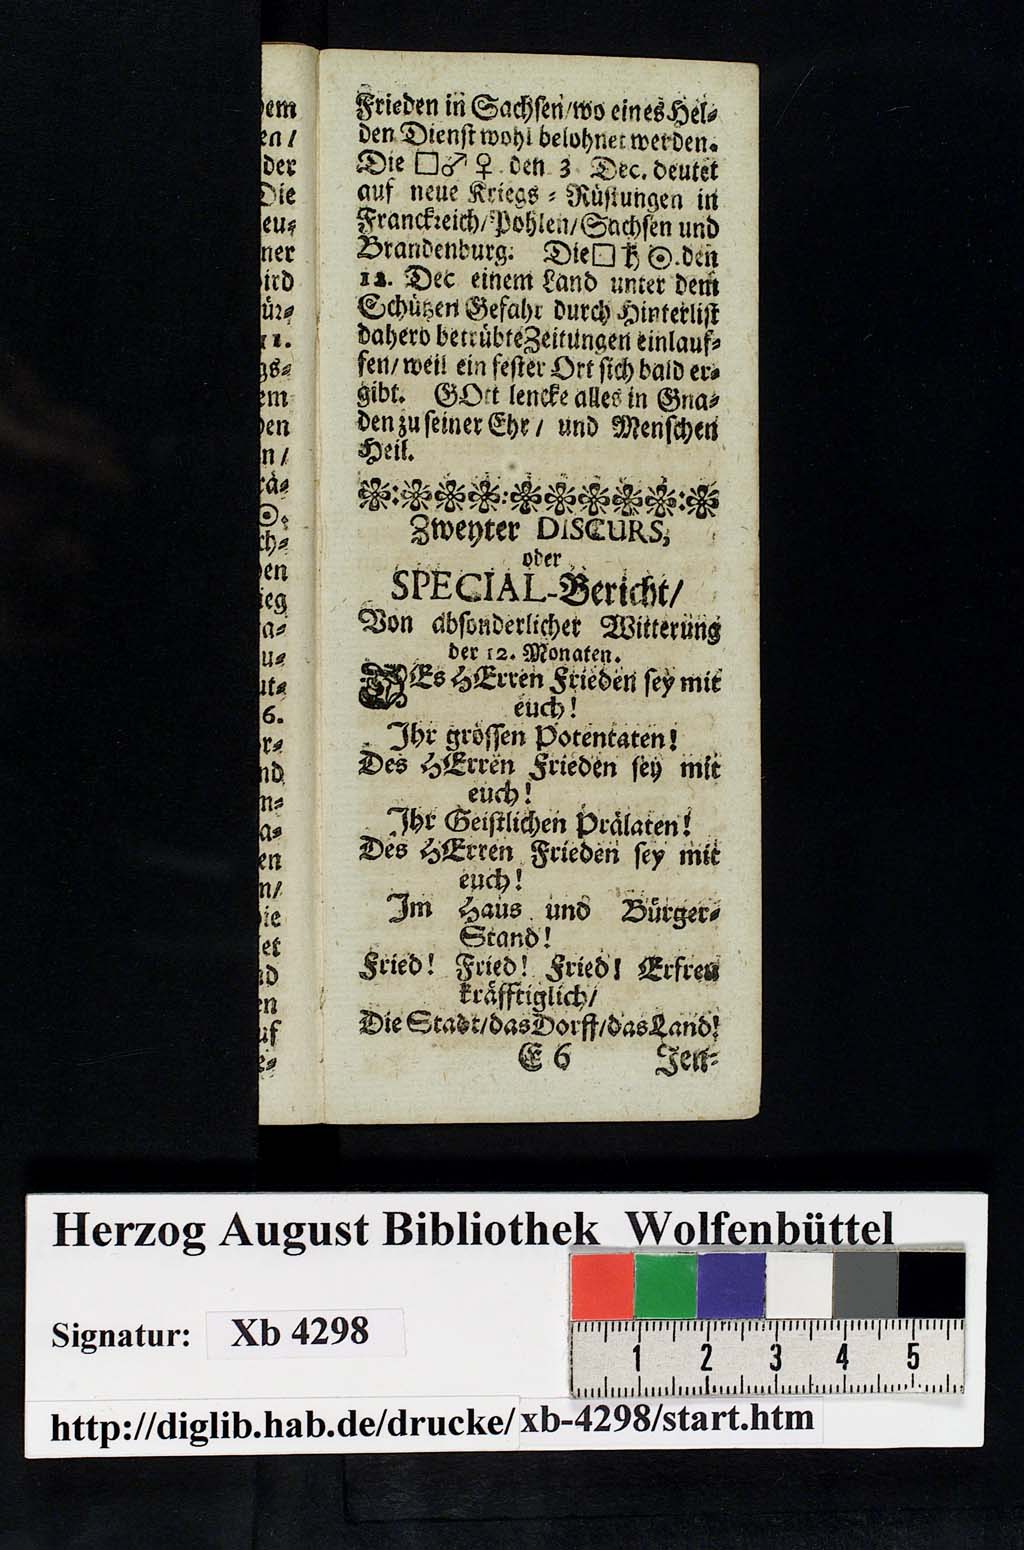 Frieden in Sachsen/wo eines Hel-
den Dienst wohl belohnet werden.
Die □♂ ♀ den 3 Dec. deutet
auf neue Kriegs-Rüstungen in
Franckreich/Pohlen/Sachsen und
Brandenburg. Die □ ♄ ☉.den
12. Dec einem Land unter dem
Schützen Gefahr durch Hinterlist
dahero betrübte Zeitungen einlauf-
fen/weil ein fester Ort sich bald er-
gibt. GOtt lencke alles in Gna-
den zu seiner Ehr/ und Menschen
Heil.
Zweyter DISCURS,
oder
SPECIAL-Bericht/
Von absonderlicher Witterung
der 12. Monaten.
DEs HErren Frieden sey mit
euch!
Ihr grossen Potentaten!
Des HErren Frieden sey mit
euch!
Ihr Geistlichen Prälaten!
Des HErren Frieden sey mit
euch!
Im Haus und Bürger-
Stand!
Fried! Fried! Fried! Erfreu
kräfftiglich/
Die Stadt/das Dorff/das Land!
E 6 Jen-
Herzog August Bibliothek Wolfenbüttel
Signatur: Xb 4298
1 2 3 4 5
http://diglib.hab.de/drucke/xb-4298/start.htm